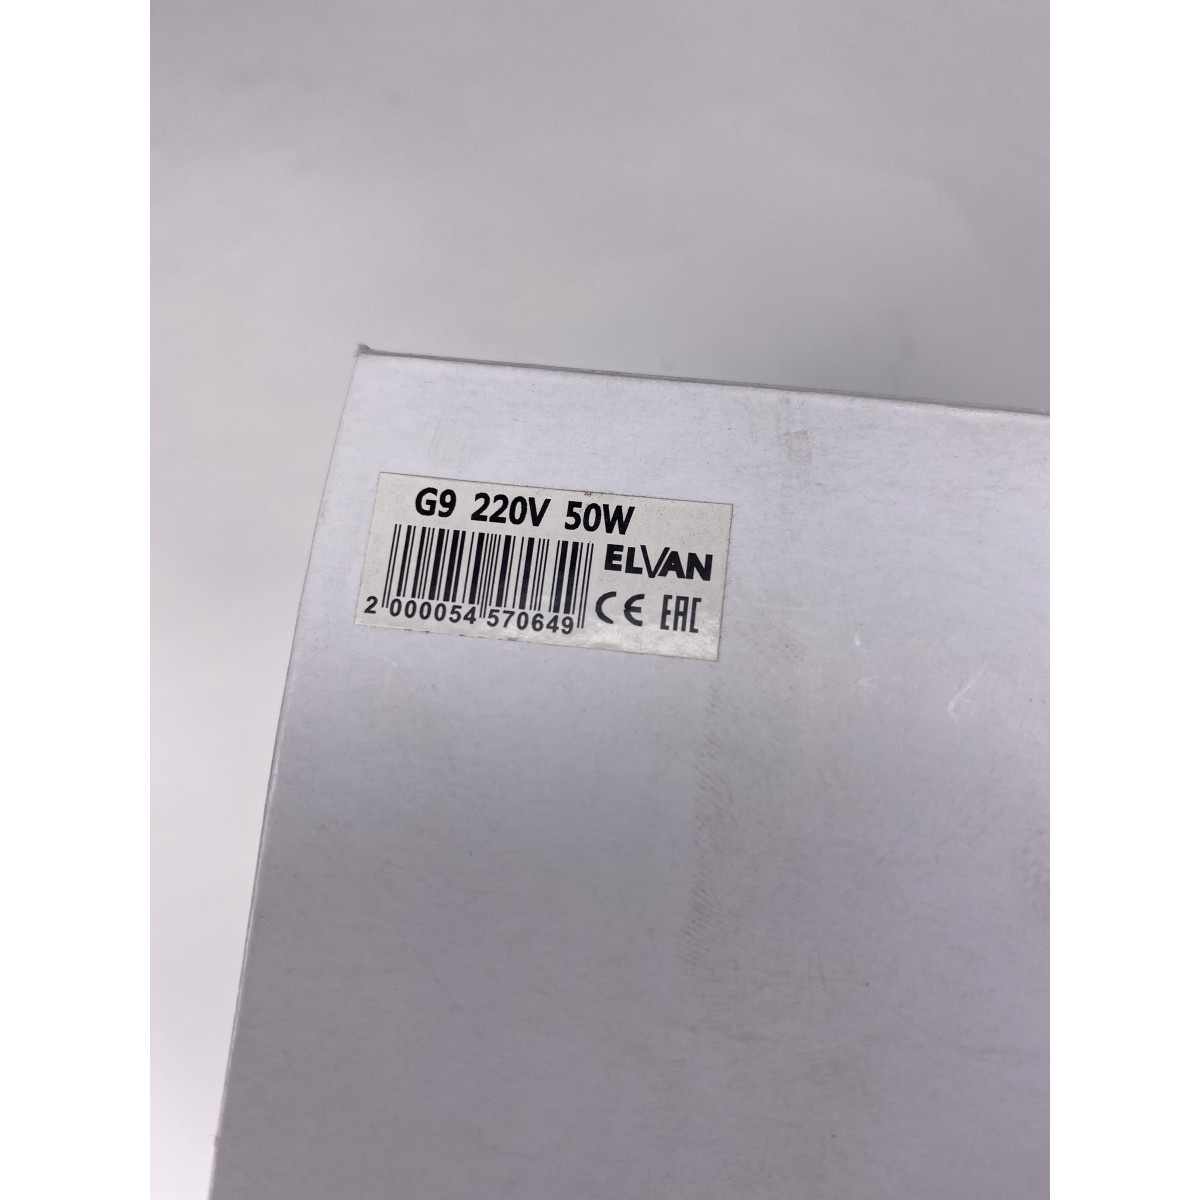 G9 220V 50W
ELVAN
2 000054 570649 CE EAC